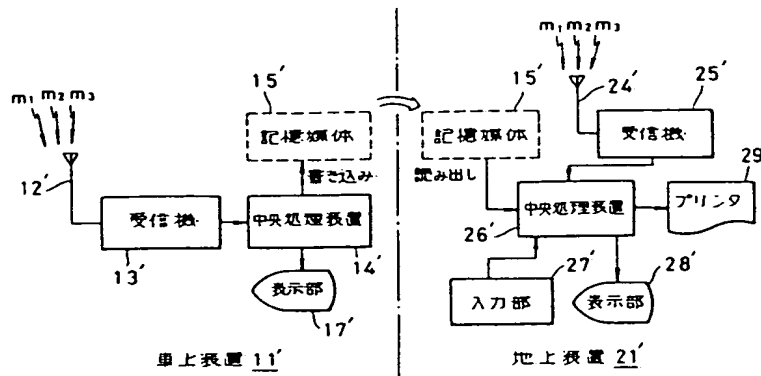 m1 m2 m3
12'
受信機
13'
15'
記憶媒体
書き込み
中央処理装置
14'
表示部
17'
車上装置 11'
m1 m2 m3
24'
25'
受信機
15'
記憶媒体
読み出し
中央処理装置
26'
29
プリンタ
入力部
27'
表示部
28'
地上装置 21'